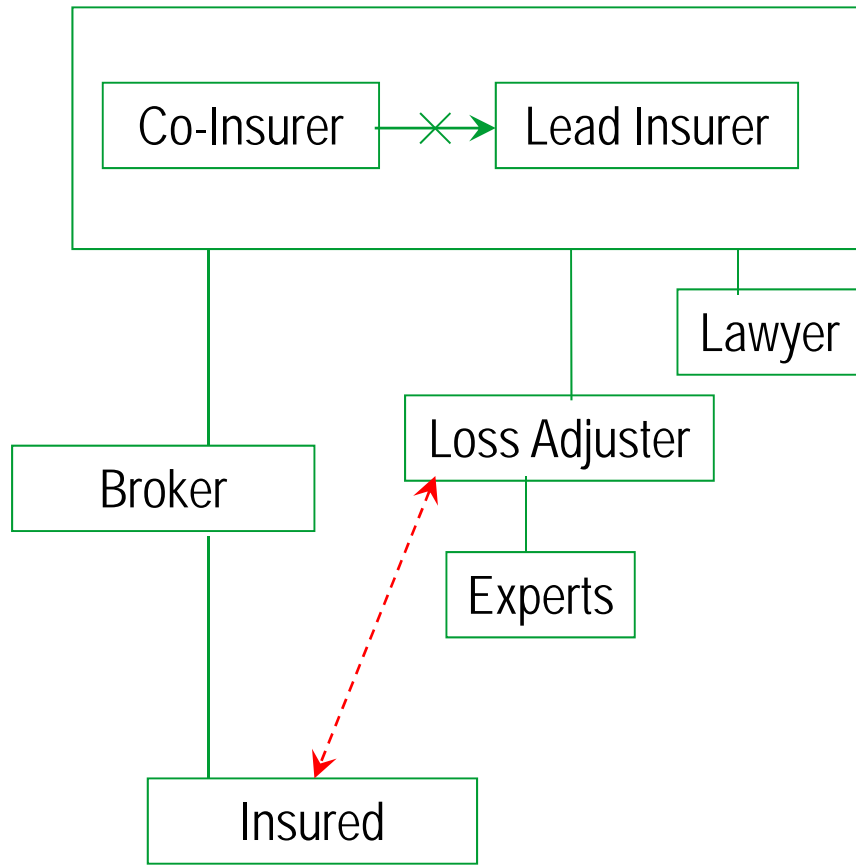 Co-Insurer
Lead Insurer
Lawyer
Loss Adjuster
Broker
Experts
Insured